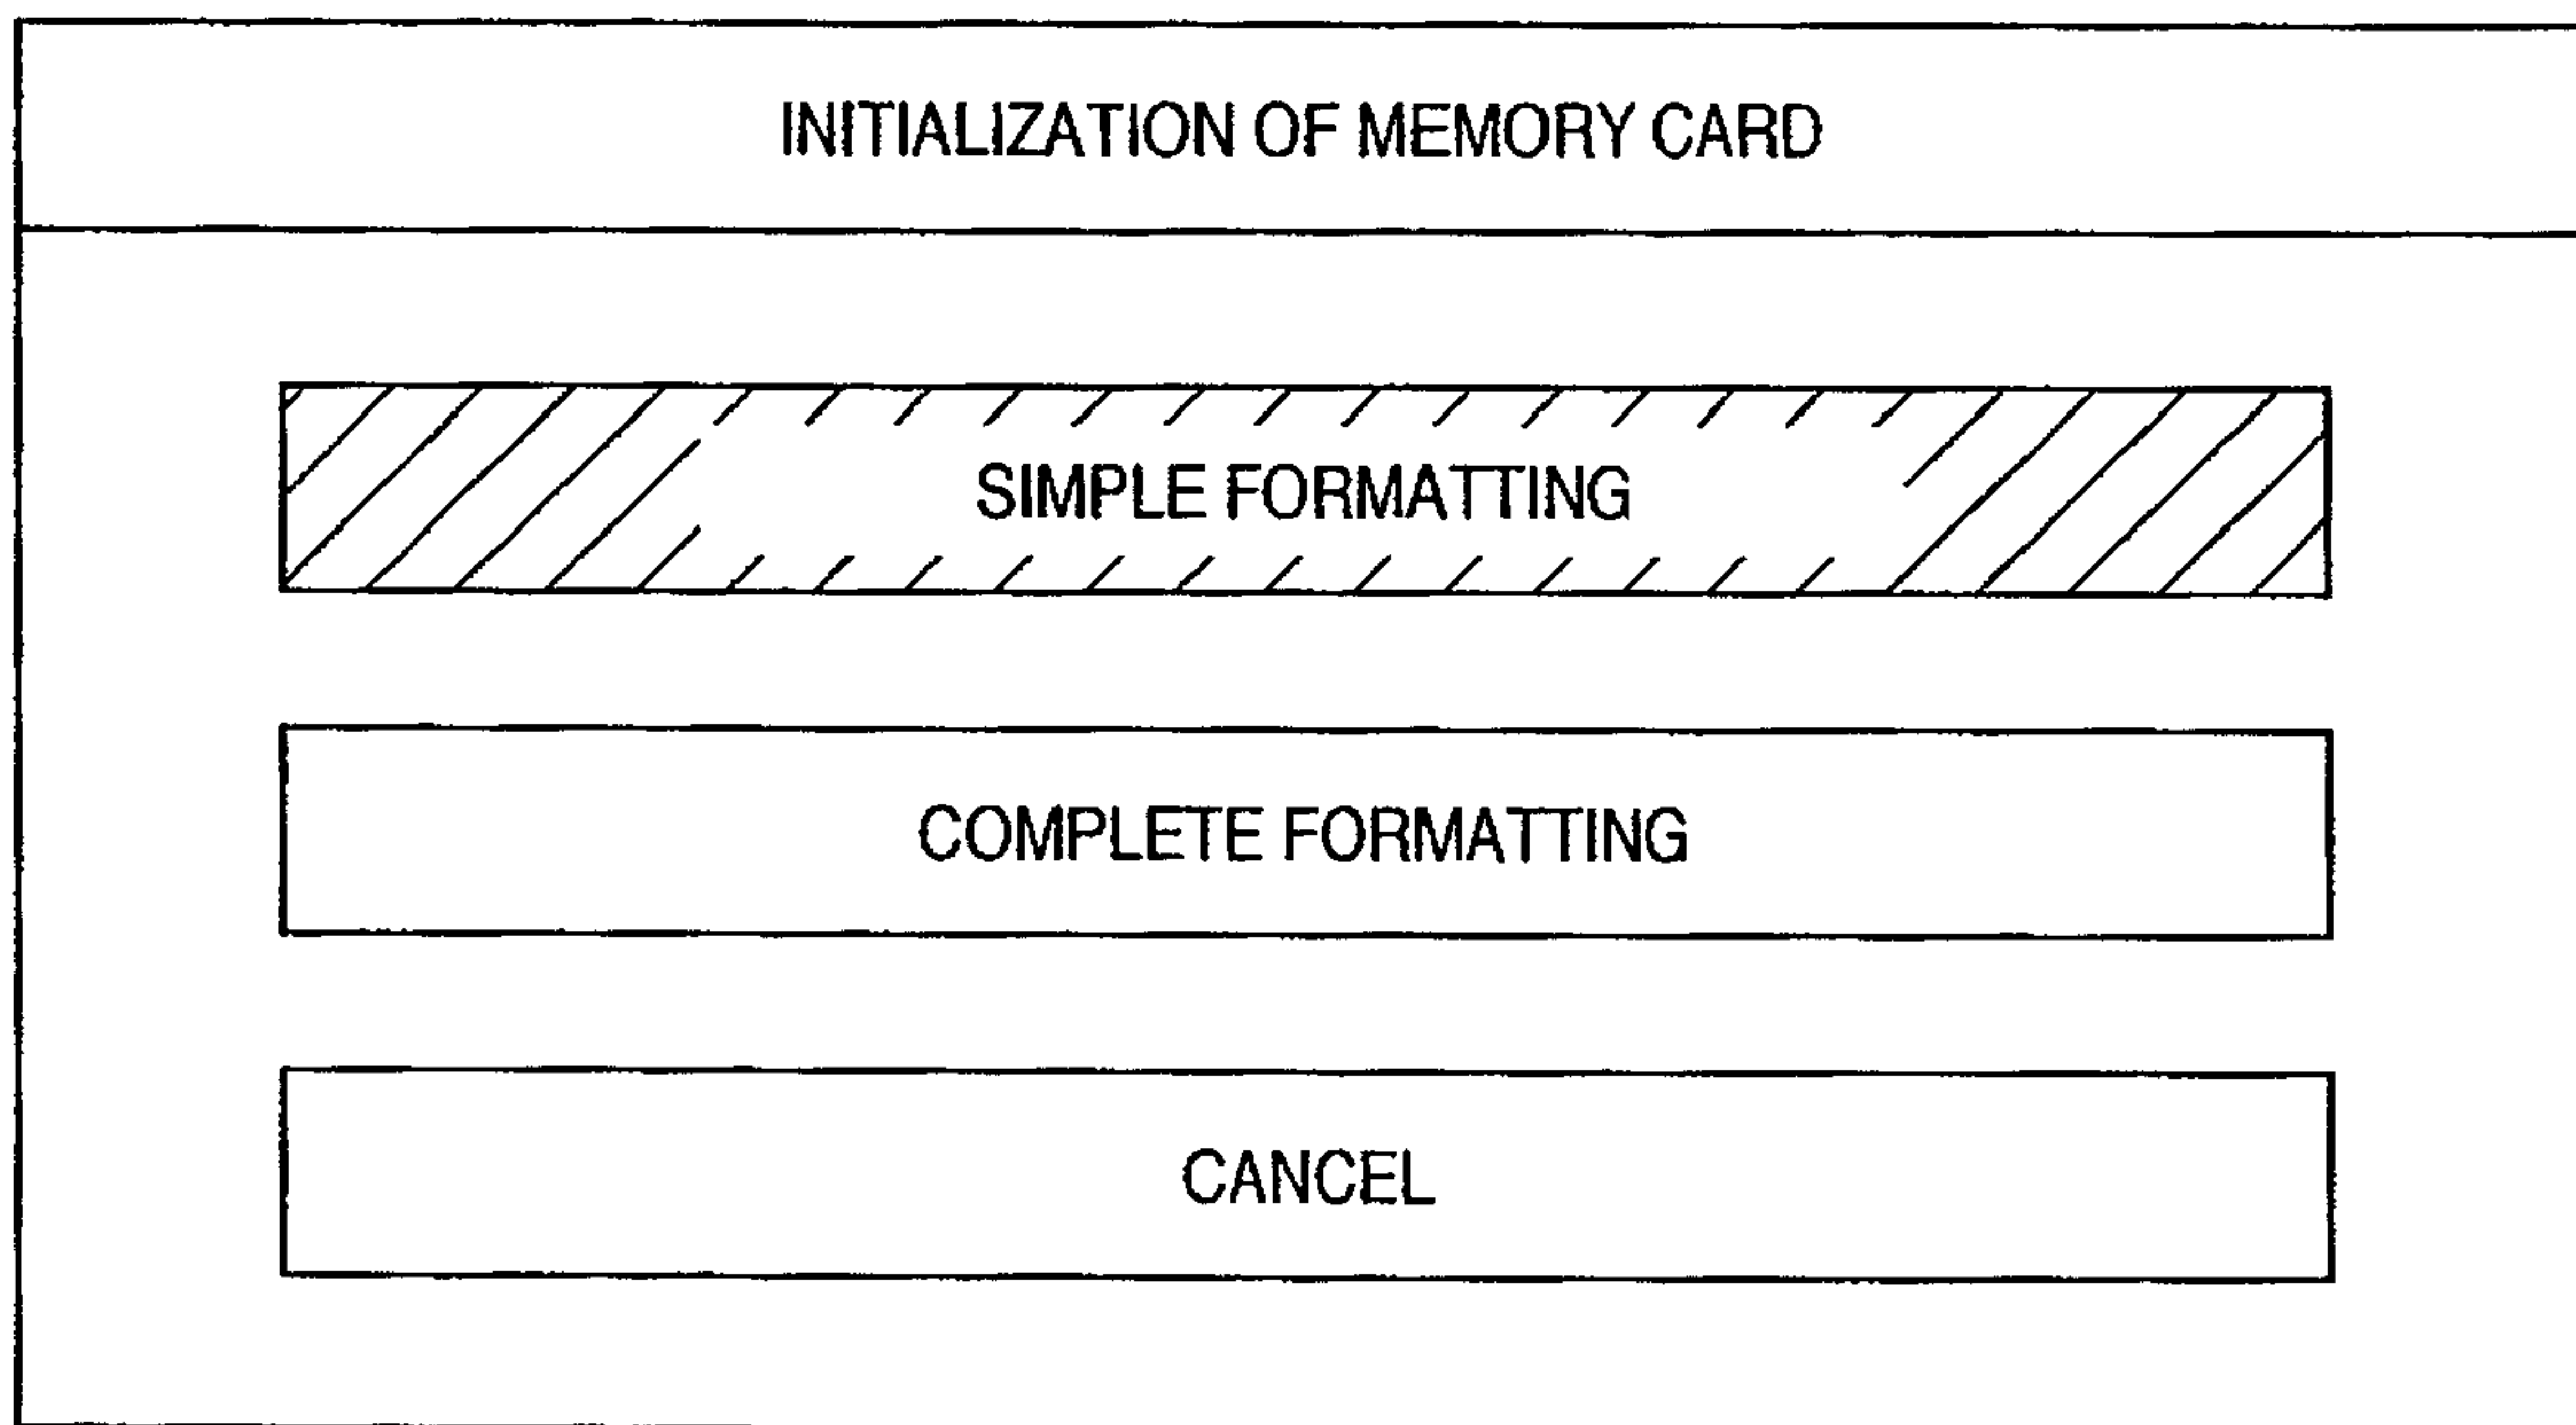 INITIALIZATION OF MEMORY CARD
SIMPLE FORMATTING
COMPLETE FORMATTING
CANCEL